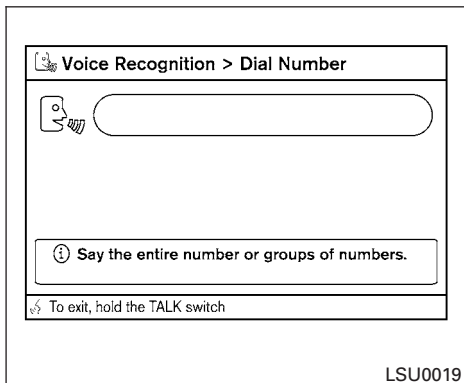 Voice Recognition > Dial Number
Say the entire number or groups of numbers.
To exit, hold the TALK switch
LSU0019